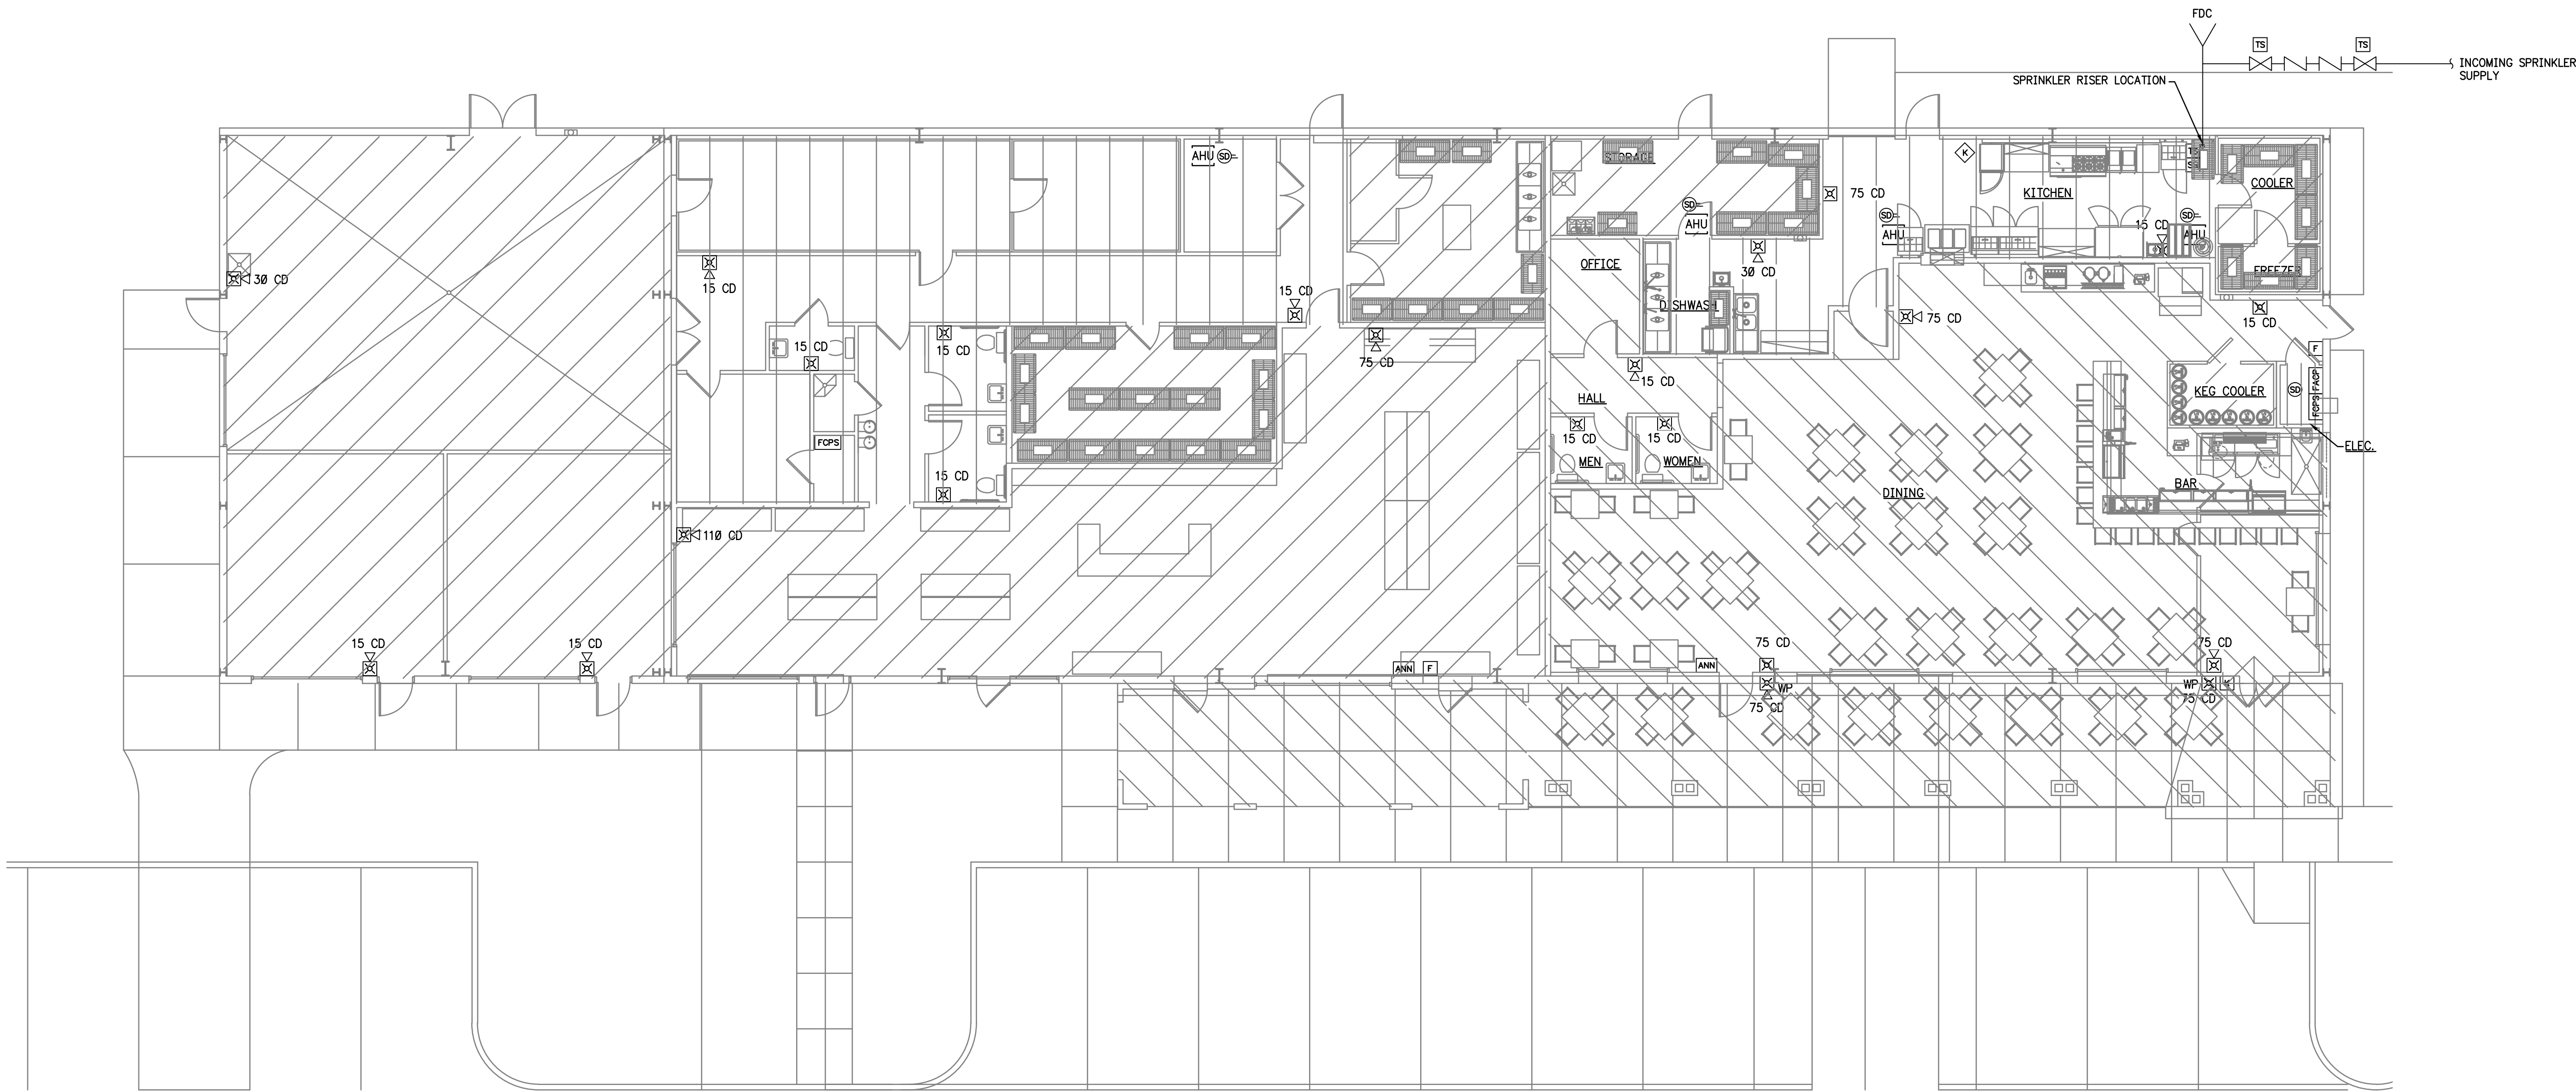 FDC
TS
TS
INCOMING SPRINKLER
SUPPLY
SPRINKLER RISER LOCATION
AHU
SD
STORAGE
K
KITCHEN
COOLER
75 CD
SD
AHU
SD
AHU
15 CD
SD
AHU
OFFICE
30 CD
FREEZER
30 CD
15 CD
15 CD
DISHWASH
75 CD
15 CD
15 CD
15 CD
75 CD
F
15 CD
FACP
HALL
KEG COOLER
SD
FCPS
15 CD
15 CD
FCPS
ELEC.
MEN
WOMEN
15 CD
BAR
DINING
110 CD
15 CD
15 CD
75 CD
75 CD
ANN
F
ANN
WP
75 CD
WP
75 CD